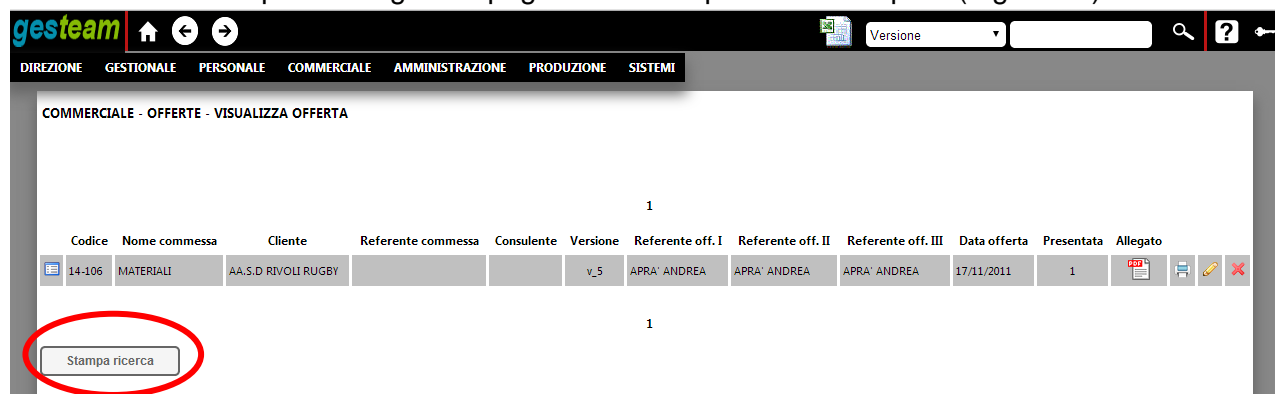 gesteam Versione ?
DIREZIONE GESTIONALE PERSONALE COMMERCIALE AMMINISTRAZIONE PRODUZIONE SISTEMI
COMMERCIALE - OFFERTE - VISUALIZZA OFFERTA
1
Codice Nome commessa Cliente Referente commessa Consulente Versione Referente off. I Referente off. II Referente off. III Data offerta Presentata Allegato
14-106 MATERIALI AA.S.D RIVOLI RUGBY v_5 APRA' ANDREA APRA' ANDREA APRA' ANDREA 17/11/2011 1 PDF
1
Stampa ricerca